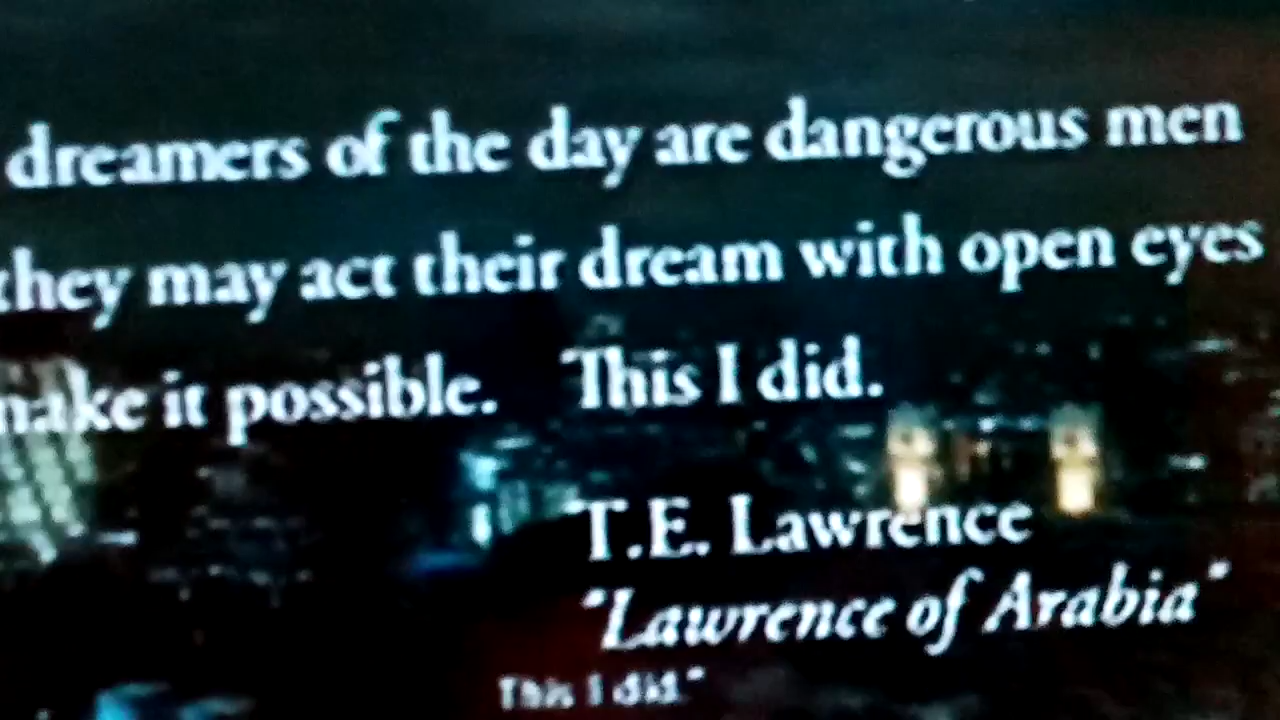 dreamers of the day are dangerous men
they may act their dream with open eyes
make it possible. This I did.
T.E. Lawrence
"Lawrence of Arabia"
This I did."